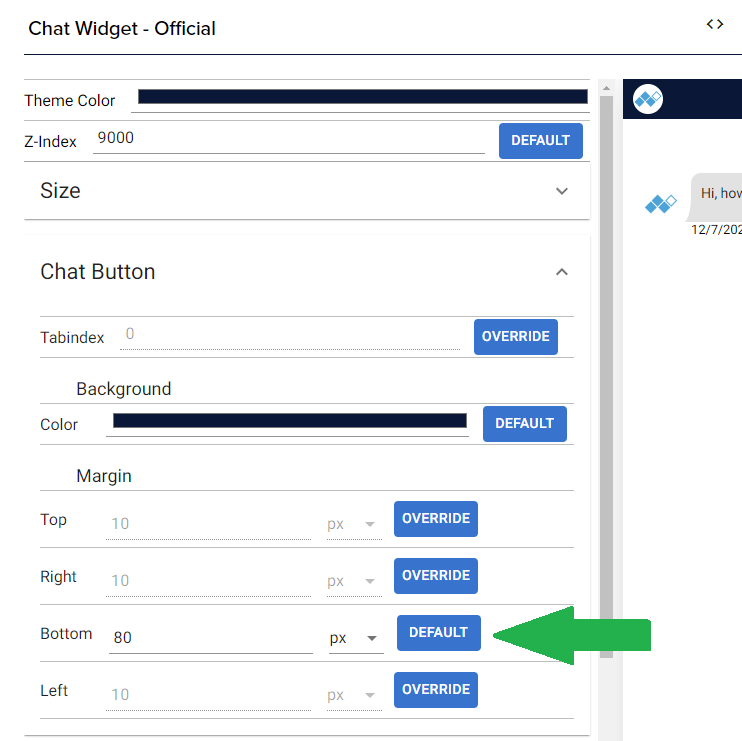 Chat Widget - Official
<>
Theme Color
Z-Index 9000 DEFAULT
Size
Chat Button
Tabindex 0 OVERRIDE
Background
Color DEFAULT
Margin
Top 10 px OVERRIDE
Right 10 px OVERRIDE
Bottom 80 px DEFAULT
Left 10 px OVERRIDE
Hi, how
12/7/202